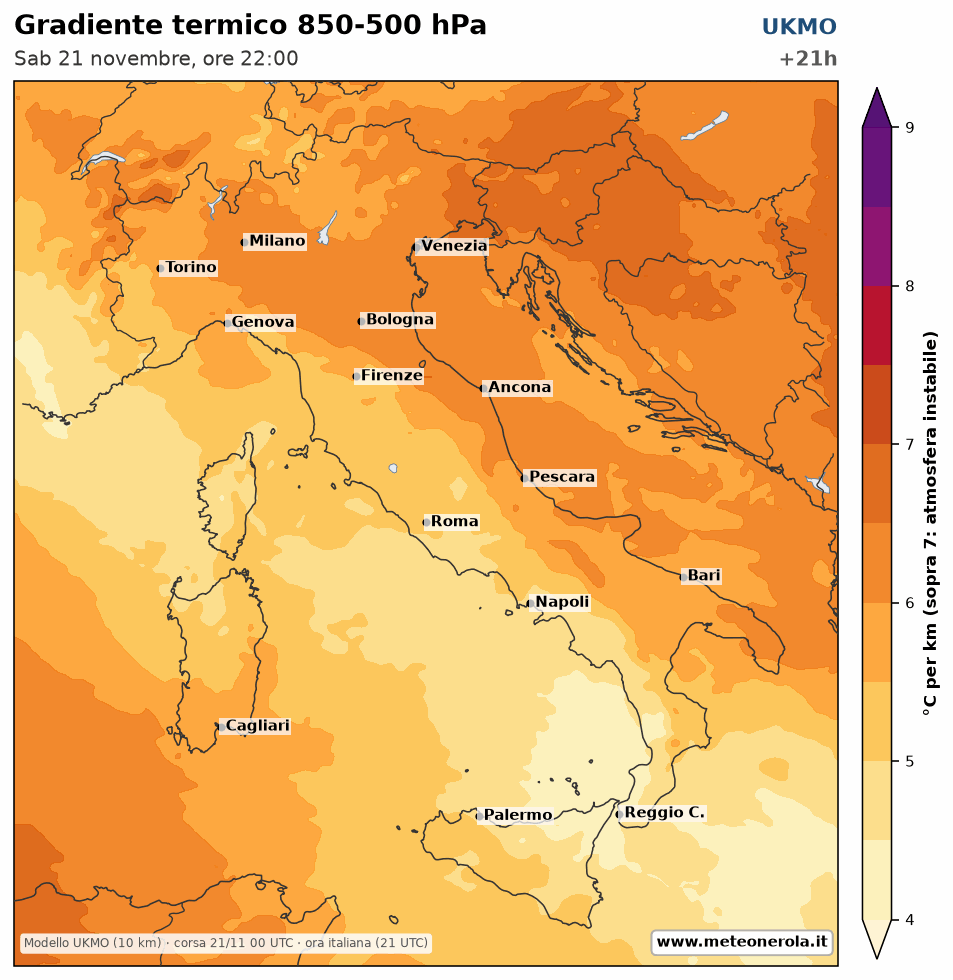 Gradiente termico 850-500 hPa
UKMO
Sab 21 novembre, ore 22:00
+21h
9
8
7
6
5
4
°C per km (sopra 7: atmosfera instabile)
Milano
Venezia
Torino
Genova
Bologna
Firenze
Ancona
Pescara
Roma
Bari
Napoli
Cagliari
Palermo
Reggio C.
Modello UKMO (10 km) · corsa 21/11 00 UTC · ora italiana (21 UTC)
www.meteonerola.it